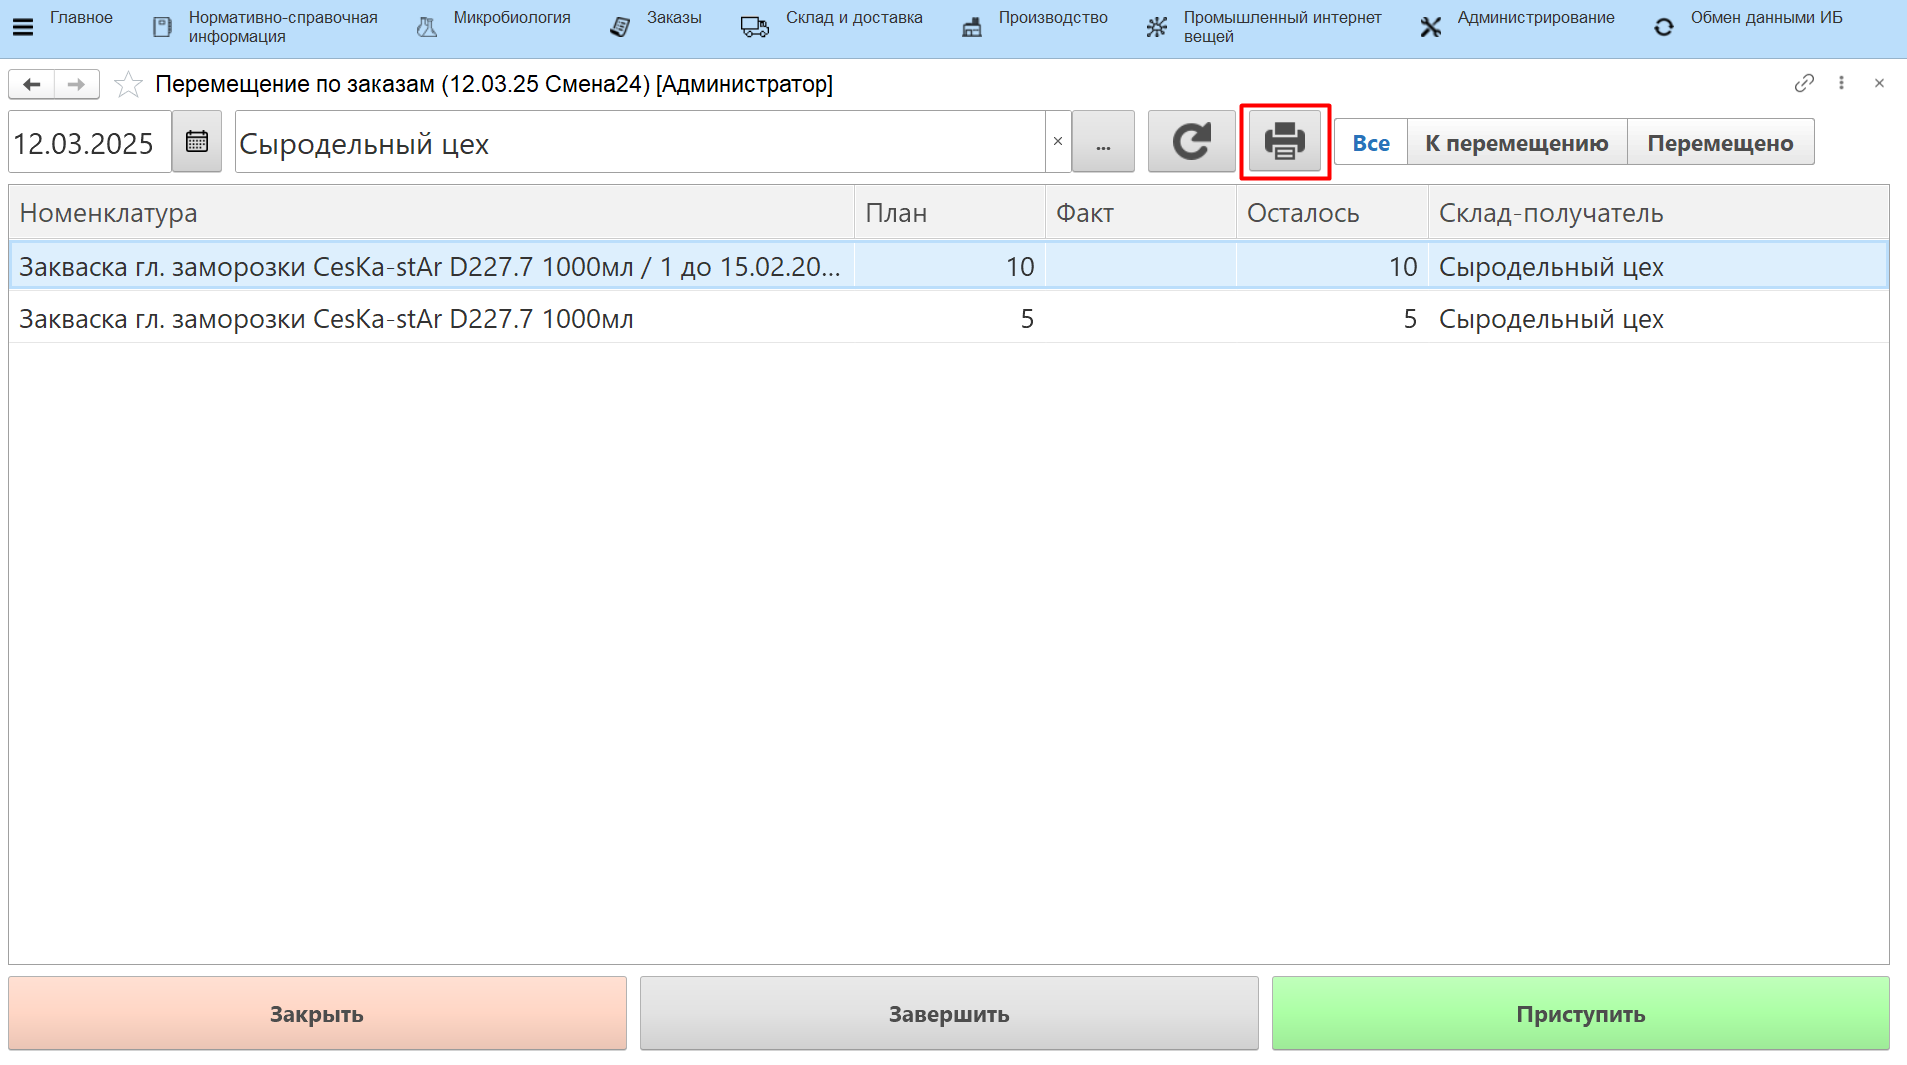 Главное
Нормативно-справочная
информация
Микробиология
Заказы
Склад и доставка
Производство
Промышленный интернет
вещей
Администрирование
Обмен данными ИБ
Перемещение по заказам (12.03.25 Смена24) [Администратор]
12.03.2025
Сыродельный цех
...
Все
К перемещению
Перемещено
Номенклатура
План
Факт
Осталось
Склад-получатель
Закваска гл. заморозки CesKa-stAr D227.7 1000мл / 1 до 15.02.20...
10
10
Сыродельный цех
Закваска гл. заморозки CesKa-stAr D227.7 1000мл
5
5
Сыродельный цех
Закрыть
Завершить
Приступить